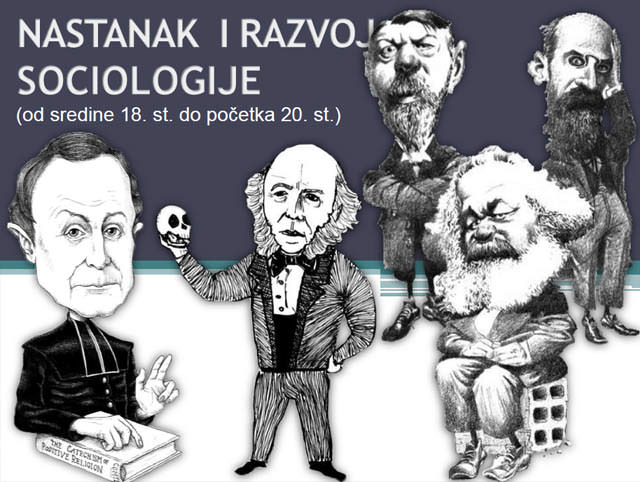 NASTANAK I RAZVOJ
SOCIOLOGIJE
(od sredine 18. st. do početka 20. st.)
THE CATECHISM OF
POSITIVE RELIGION